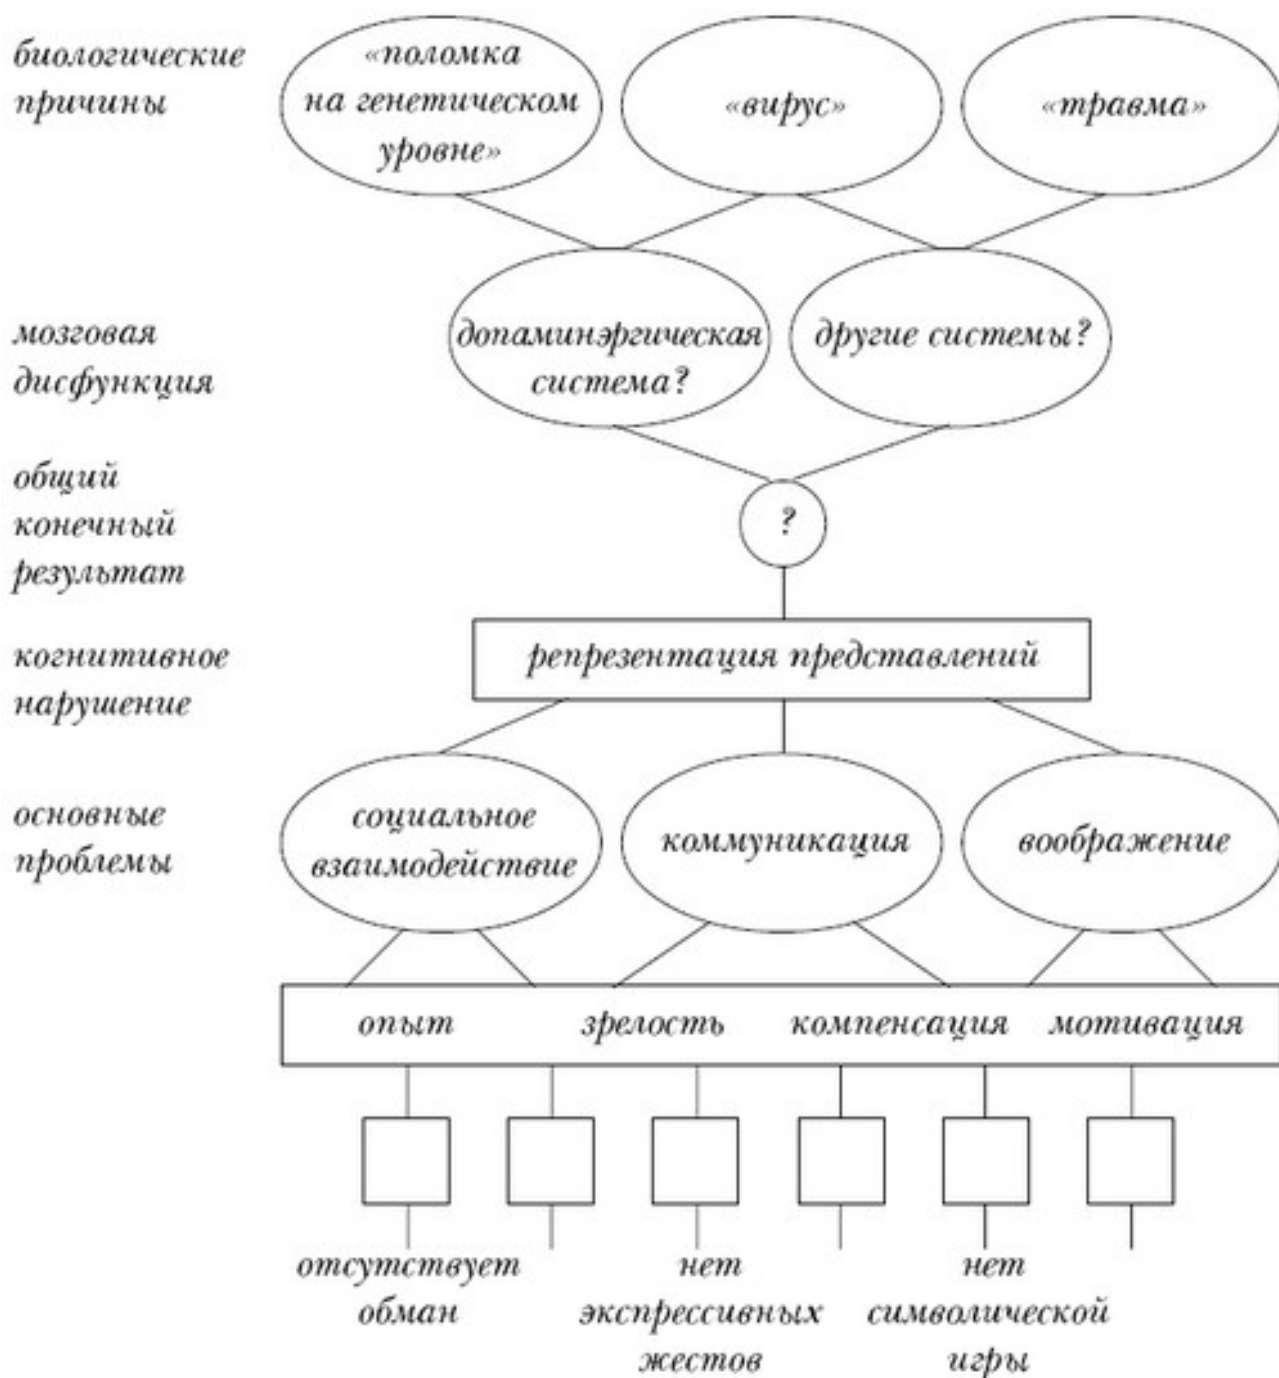 биологические
причины
«поломка
на генетическом
уровне»
«вирус»
«травма»
мозговая
дисфункция
допаминэргическая
система?
другие системы?
общий
конечный
результат
?
когнитивное
нарушение
репрезентация представлений
основные
проблемы
социальное
взаимодействие
коммуникация
воображение
опыт зрелость компенсация мотивация
отсутствует
обман
нет
экспрессивных
жестов
нет
символической
игры